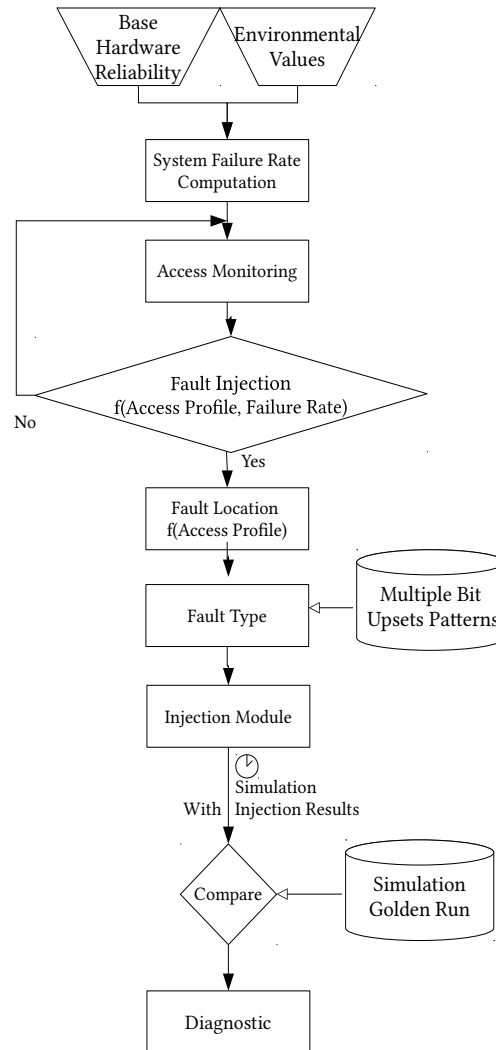 Base
Hardware
Reliability
Environmental
Values
System Failure Rate
Computation
Access Monitoring
Fault Injection
f(Access Profile, Failure Rate)
No
Yes
Fault Location
f(Access Profile)
Fault Type
Multiple Bit
Upsets Patterns
Injection Module
Simulation
With Injection Results
Compare
Simulation
Golden Run
Diagnostic